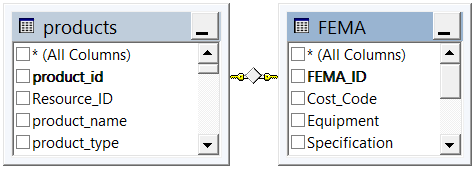 products
* (All Columns)
product_id
Resource_ID
product_name
product_type
FEMA
* (All Columns)
FEMA_ID
Cost_Code
Equipment
Specification